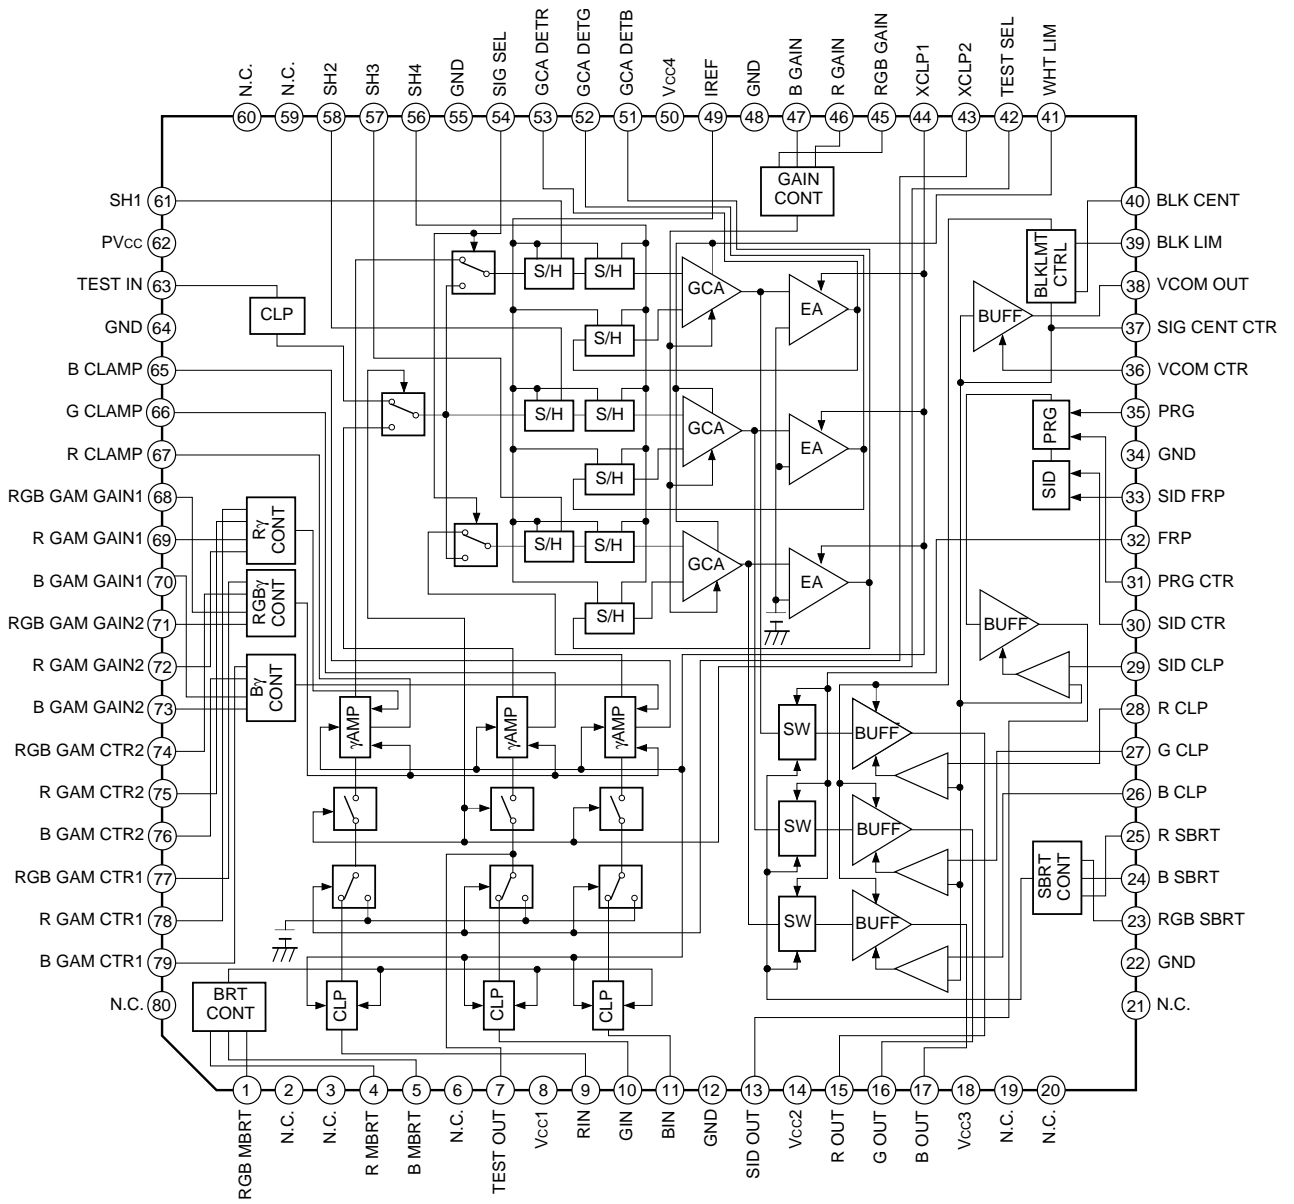 N.C.
N.C.
SH2
SH3
SH4
GND
SIG SEL
GCA DETR
GCA DETG
GCA DETB
Vcc4
IREF
GND
B GAIN
R GAIN
RGB GAIN
XCLP1
XCLP2
TEST SEL
WHT LIM
60
59
58
57
56
55
54
53
52
51
50
49
48
47
46
45
44
43
42
41
SH1 61
PVcc 62
TEST IN 63
GND 64
B CLAMP 65
G CLAMP 66
R CLAMP 67
RGB GAM GAIN1 68
R GAM GAIN1 69
B GAM GAIN1 70
RGB GAM GAIN2 71
R GAM GAIN2 72
B GAM GAIN2 73
RGB GAM CTR2 74
R GAM CTR2 75
B GAM CTR2 76
RGB GAM CTR1 77
R GAM CTR1 78
B GAM CTR1 79
N.C. 80
CLP
GAIN
CONT
S/H
S/H
S/H
GCA
EA
S/H
S/H
S/H
GCA
EA
S/H
S/H
S/H
GCA
EA
BLKLMT
CTRL
BUFF
PRG
SID
BUFF
Rγ
CONT
RGBγ
CONT
Bγ
CONT
γAMP
γAMP
γAMP
SW
BUFF
SW
BUFF
SW
BUFF
SBRT
CONT
BRT
CONT
CLP
CLP
CLP
40 BLK CENT
39 BLK LIM
38 VCOM OUT
37 SIG CENT CTR
36 VCOM CTR
35 PRG
34 GND
33 SID FRP
32 FRP
31 PRG CTR
30 SID CTR
29 SID CLP
28 R CLP
27 G CLP
26 B CLP
25 R SBRT
24 B SBRT
23 RGB SBRT
22 GND
21 N.C.
1
2
3
4
5
6
7
8
9
10
11
12
13
14
15
16
17
18
19
20
RGB MBRT
N.C.
N.C.
R MBRT
B MBRT
N.C.
TEST OUT
Vcc1
RIN
GIN
BIN
GND
SID OUT
Vcc2
R OUT
G OUT
B OUT
Vcc3
N.C.
N.C.